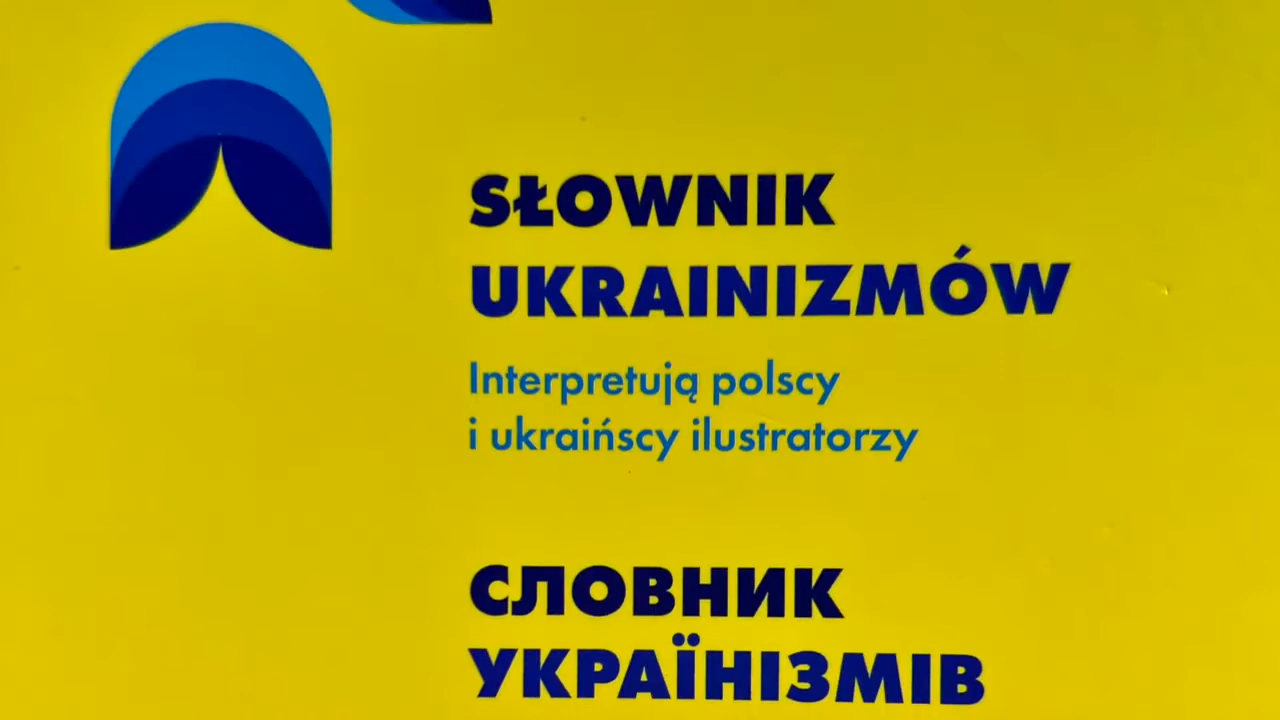 SŁOWNIK
UKRAINIZMÓW
Interpretują polscy
i ukraińscy ilustratorzy
СЛОВНИК
УКРАЇНІЗМІВ